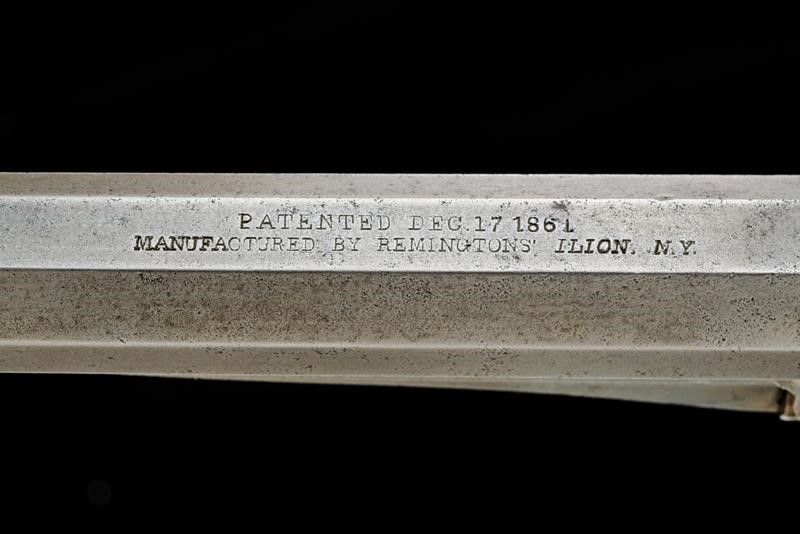 PATENTED DEC. 17 1861
MANUFACTURED BY REMINGTONS' ILION. N.Y.